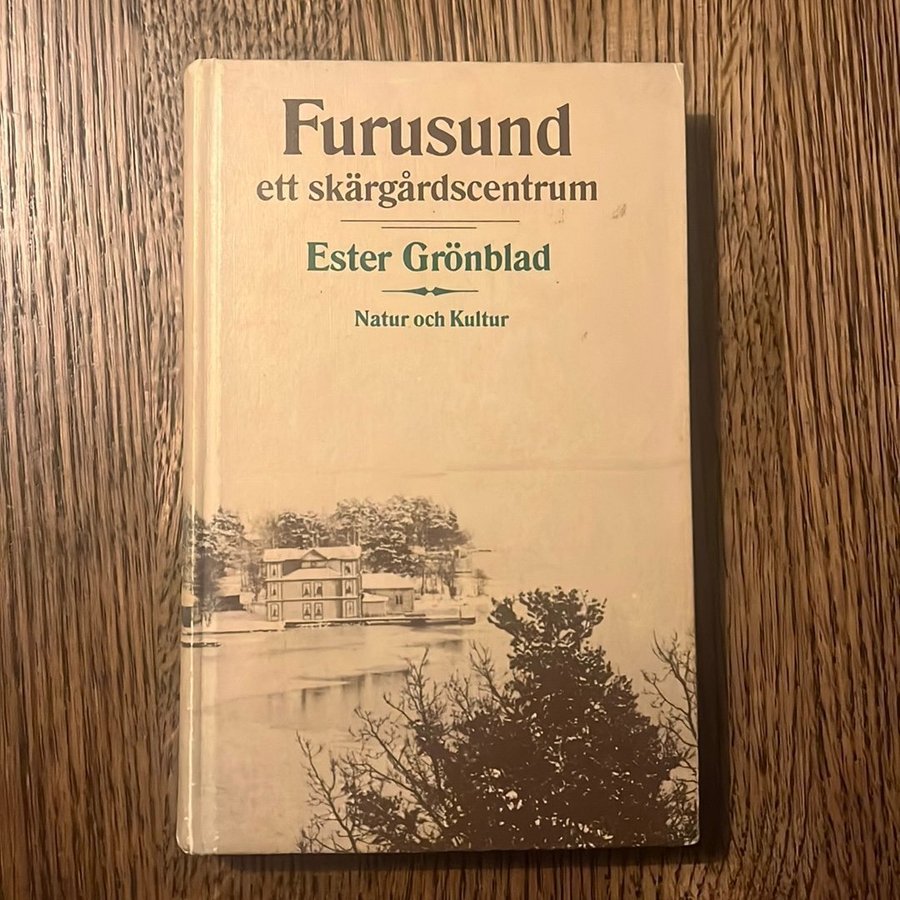 Furusund
ett skärgårdscentrum
Ester Grönblad
Natur och Kultur